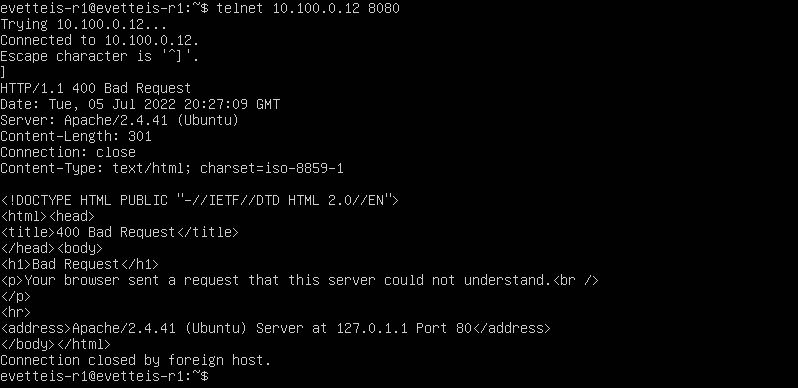 evetteis-r1@evetteis-r1:~$ telnet 10.100.0.12 8080
Trying 10.100.0.12...
Connected to 10.100.0.12.
Escape character is '^]'.
]
HTTP/1.1 400 Bad Request
Date: Tue, 05 Jul 2022 20:27:09 GMT
Server: Apache/2.4.41 (Ubuntu)
Content-Length: 301
Connection: close
Content-Type: text/html; charset=iso-8859-1

<!DOCTYPE HTML PUBLIC "-//IETF//DTD HTML 2.0//EN">
<html><head>
<title>400 Bad Request</title>
</head><body>
<h1>Bad Request</h1>
<p>Your browser sent a request that this server could not understand.<br />
</p>
<hr>
<address>Apache/2.4.41 (Ubuntu) Server at 127.0.1.1 Port 80</address>
</body></html>
Connection closed by foreign host.
evetteis-r1@evetteis-r1:~$